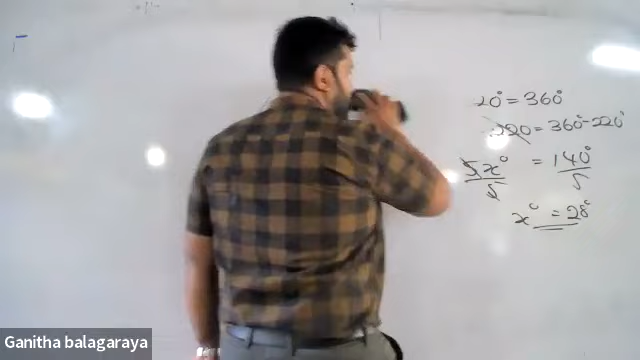 20° = 360°
220 = 360° - 220°
5x° = 140°
5 5
x° = 28°
Ganitha balagaraya